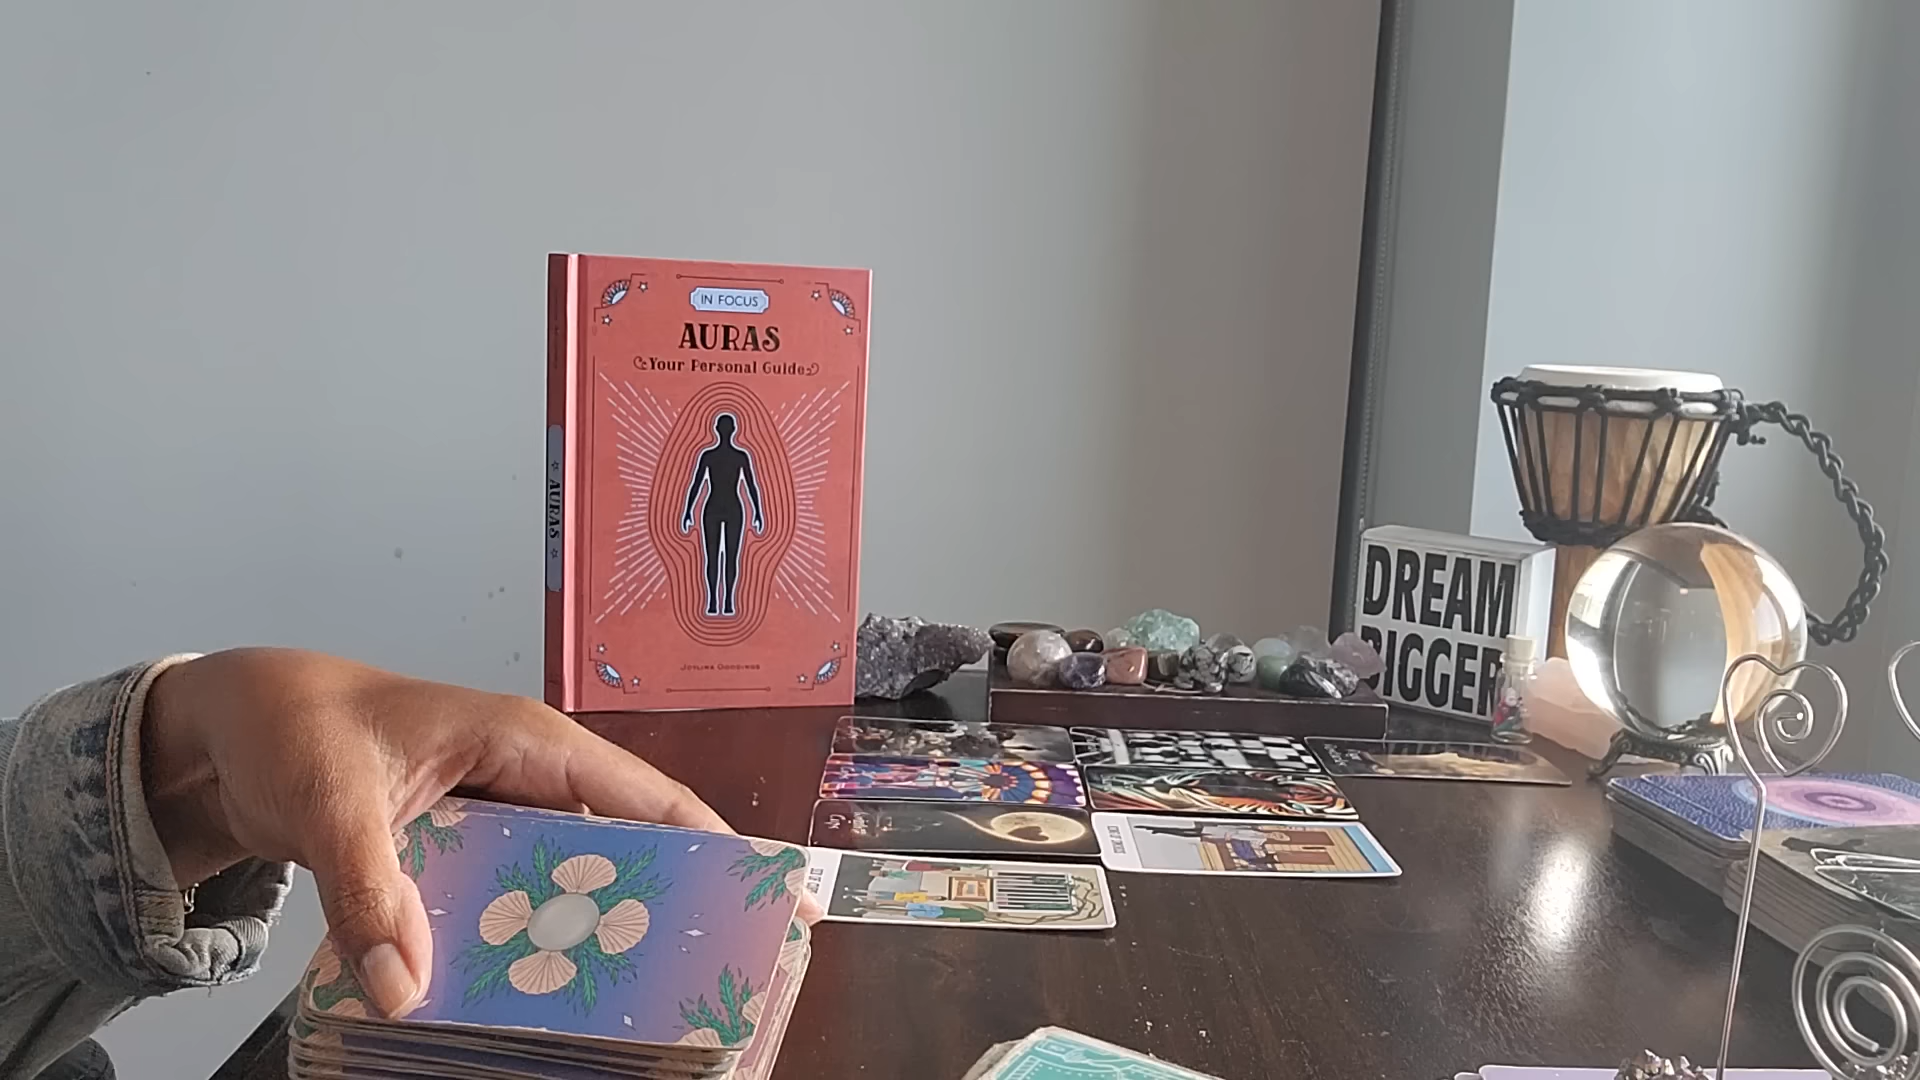 IN FOCUS
AURAS
Your Personal Guide
AURAS
DREAM
BIGGER